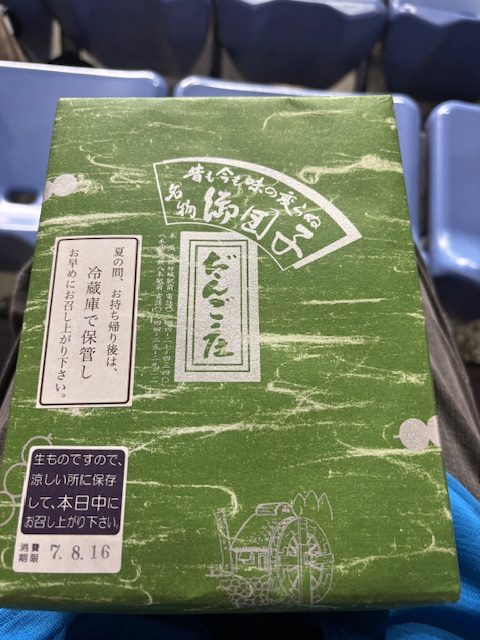 昔も今も味の変らぬ
名物
御団子
だんご庄
夏の間、お持ち帰り後は、
冷蔵庫で保管し
お早めにお召し上がり下さい。
生ものですので、
涼しい所に保存
して、本日中に
お召し上がり下さい。
消費
期限
7. 8. 16